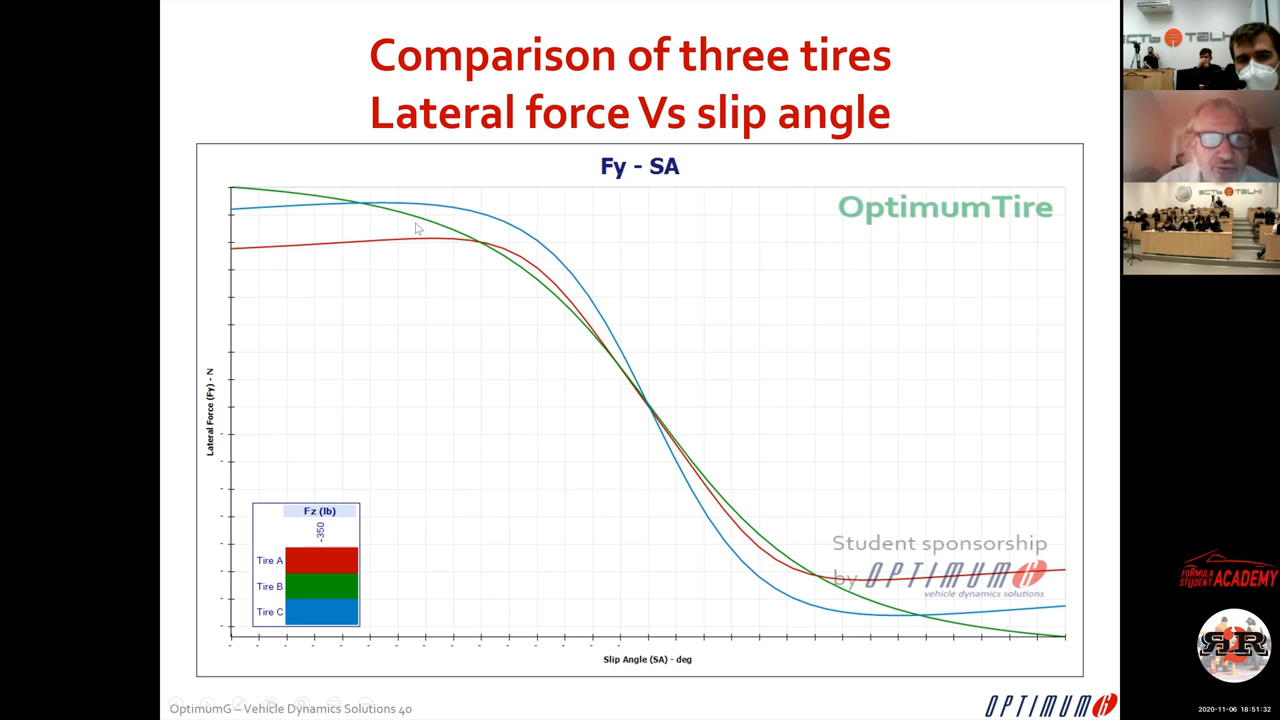 Comparison of three tires
Lateral force Vs slip angle
Fy - SA
OptimumTire
Lateral Force (Fy) - N
Fz (lb)
-350
Tire A
Tire B
Tire C
Student sponsorship
by OPTIMUM G
vehicle dynamics solutions
Slip Angle (SA) - deg
OptimumG – Vehicle Dynamics Solutions 40
OPTIMUM G
ЕСТЬ TALK!
FORMULA
STUDENT ACADEMY
2020-11-06 18:51:32